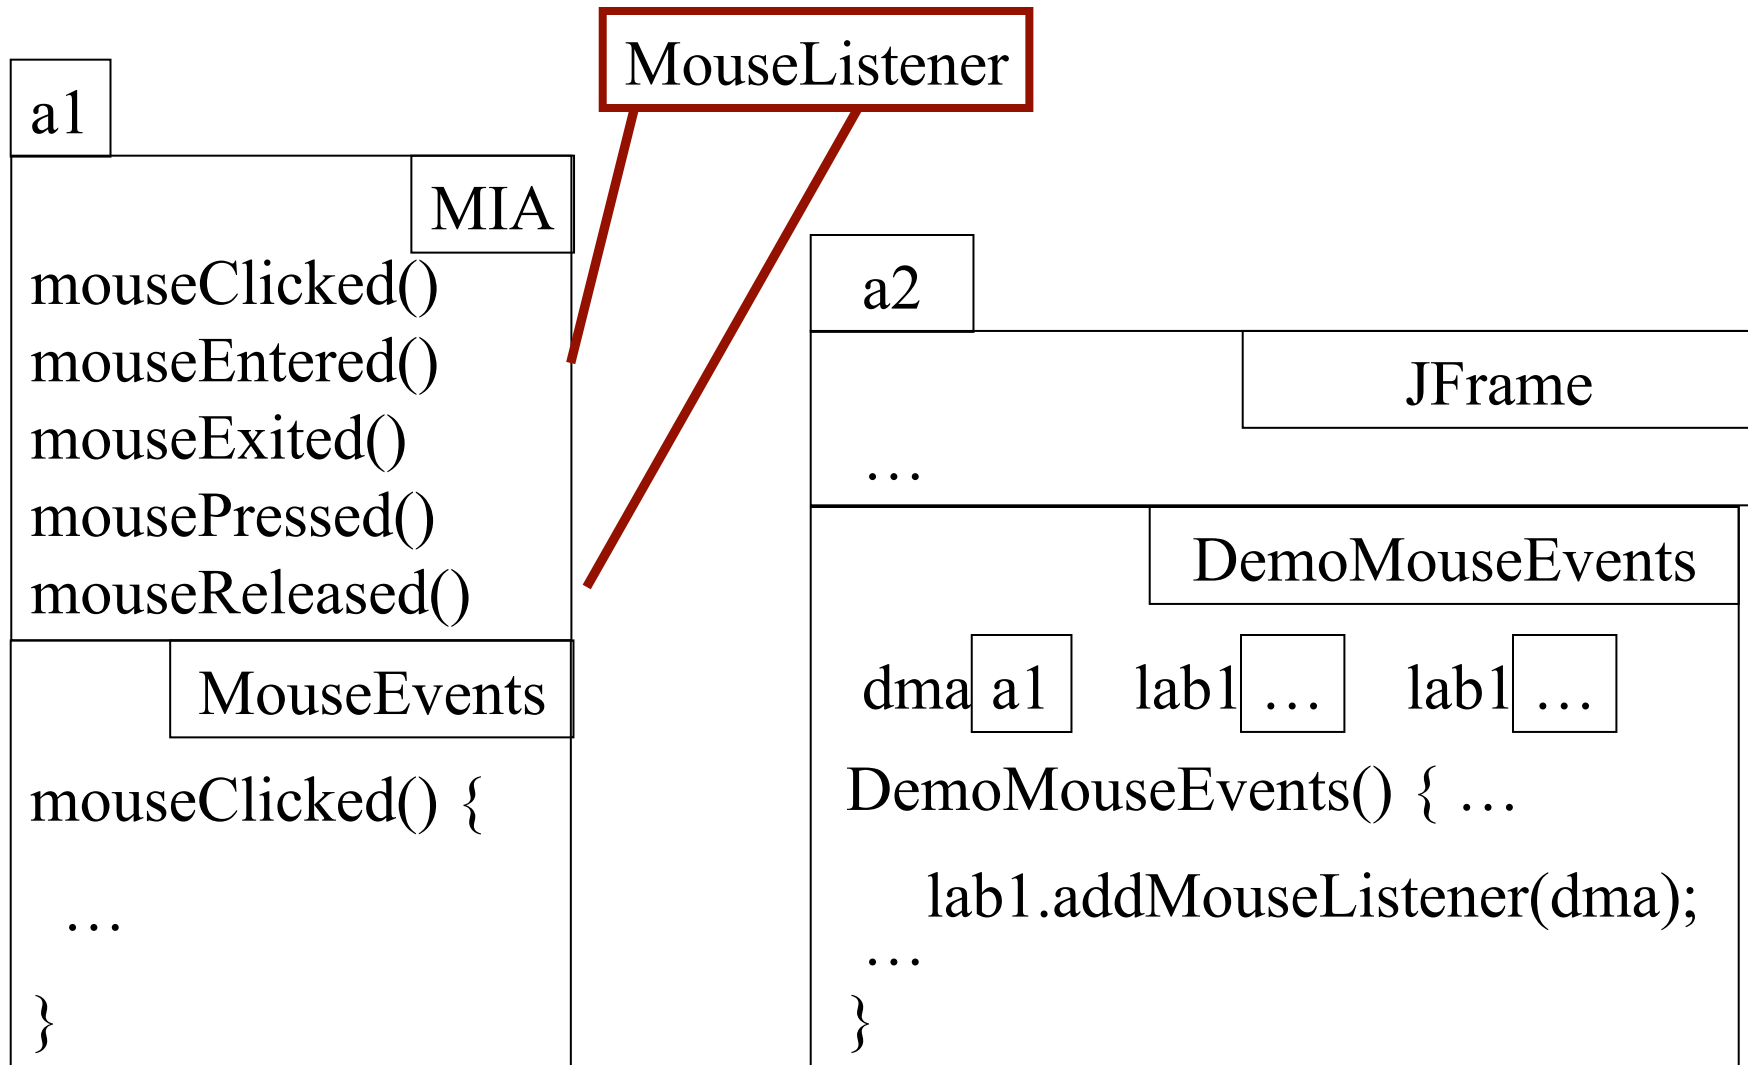 MouseListener
a1
MIA
mouseClicked()
mouseEntered()
mouseExited()
mousePressed()
mouseReleased()
MouseEvents
mouseClicked() {
…
}
a2
JFrame
…
DemoMouseEvents
dma a1 lab1 … lab1 …
DemoMouseEvents() { …
lab1.addMouseListener(dma);
…
}